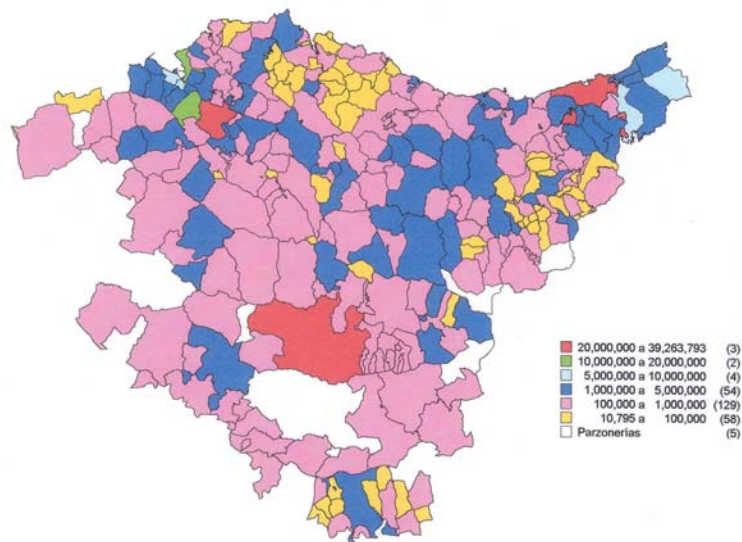 20,000,000 a 39,263,793 (3)
10,000,000 a 20,000,000 (2)
5,000,000 a 10,000,000 (4)
1,000,000 a 5,000,000 (54)
100,000 a 1,000,000 (129)
10,795 a 100,000 (58)
Parzonerias (5)